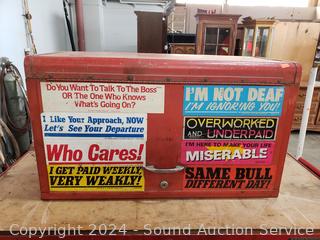 Do You Want To Talk To The Boss
OR The One Who Knows
What's Going On?
I Like Your Approach, NOW
Let's See Your Departure
Who Cares!
I GET PAID WEEKLY,
VERY WEAKLY!
I'M NOT DEAF
I'M IGNORING YOU!
OVERWORKED
AND UNDERPAID
I'M HERE TO MAKE YOUR LIFE
MISERABLE
SAME BULL
DIFFERENT DAY!
Copyright 2024 - Sound Auction Service